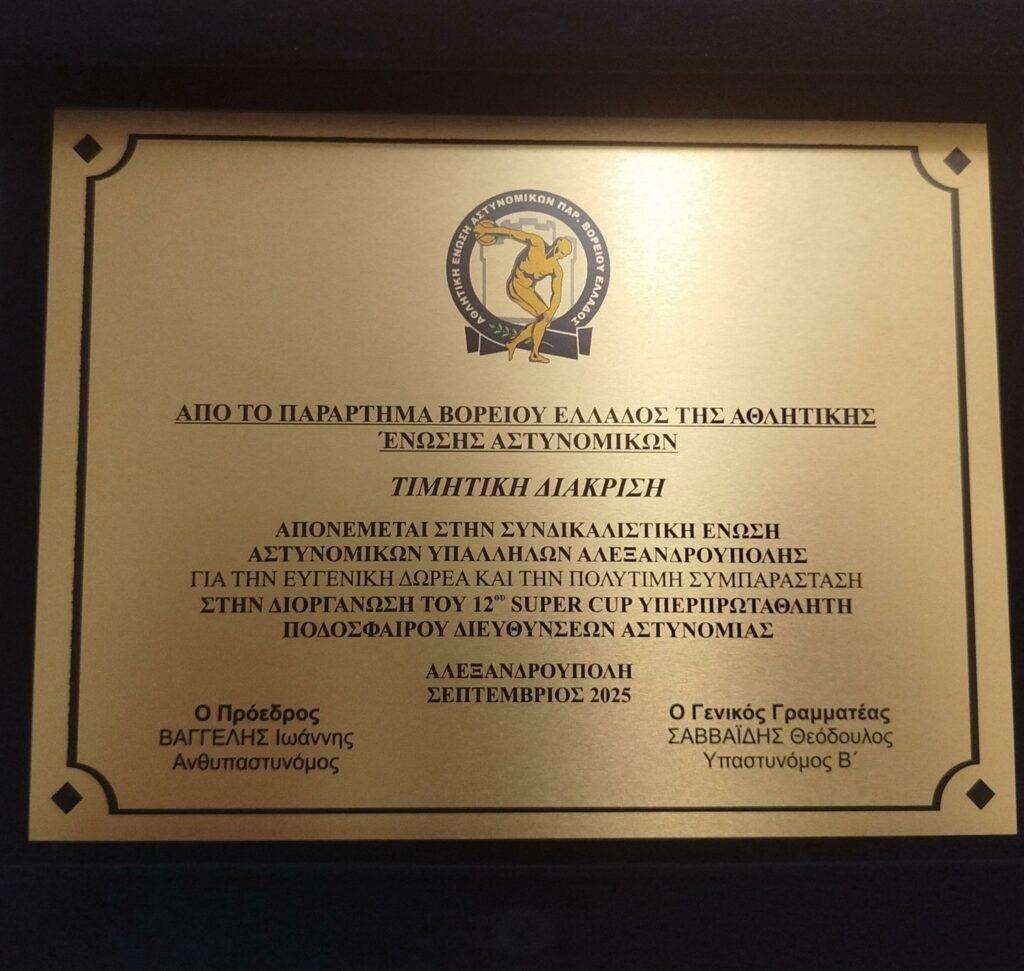 ΑΘΛΗΤΙΚΗ ΕΝΩΣΗ ΑΣΤΥΝΟΜΙΚΩΝ ΠΑΡ. ΒΟΡΕΙΟΥ ΕΛΛΑΔΟΣ
ΑΠΟ ΤΟ ΠΑΡΑΡΤΗΜΑ ΒΟΡΕΙΟΥ ΕΛΛΑΔΟΣ ΤΗΣ ΑΘΛΗΤΙΚΗΣ
ΈΝΩΣΗΣ ΑΣΤΥΝΟΜΙΚΩΝ
ΤΙΜΗΤΙΚΗ ΔΙΑΚΡΙΣΗ
ΑΠΟΝΕΜΕΤΑΙ ΣΤΗΝ ΣΥΝΔΙΚΑΛΙΣΤΙΚΗ ΕΝΩΣΗ
ΑΣΤΥΝΟΜΙΚΩΝ ΥΠΑΛΛΗΛΩΝ ΑΛΕΞΑΝΔΡΟΥΠΟΛΗΣ
ΓΙΑ ΤΗΝ ΕΥΓΕΝΙΚΗ ΔΩΡΕΑ ΚΑΙ ΤΗΝ ΠΟΛΥΤΙΜΗ ΣΥΜΠΑΡΑΣΤΑΣΗ
ΣΤΗΝ ΔΙΟΡΓΑΝΩΣΗ ΤΟΥ 12ου SUPER CUP ΥΠΕΡΠΡΩΤΑΘΛΗΤΗ
ΠΟΔΟΣΦΑΙΡΟΥ ΔΙΕΥΘΥΝΣΕΩΝ ΑΣΤΥΝΟΜΙΑΣ
ΑΛΕΞΑΝΔΡΟΥΠΟΛΗ
ΣΕΠΤΕΜΒΡΙΟΣ 2025
Ο Πρόεδρος
ΒΑΓΓΕΛΗΣ Ιωάννης
Ανθυπαστυνόμος
Ο Γενικός Γραμματέας
ΣΑΒΒΑΪΔΗΣ Θεόδουλος
Υπαστυνόμος Β΄